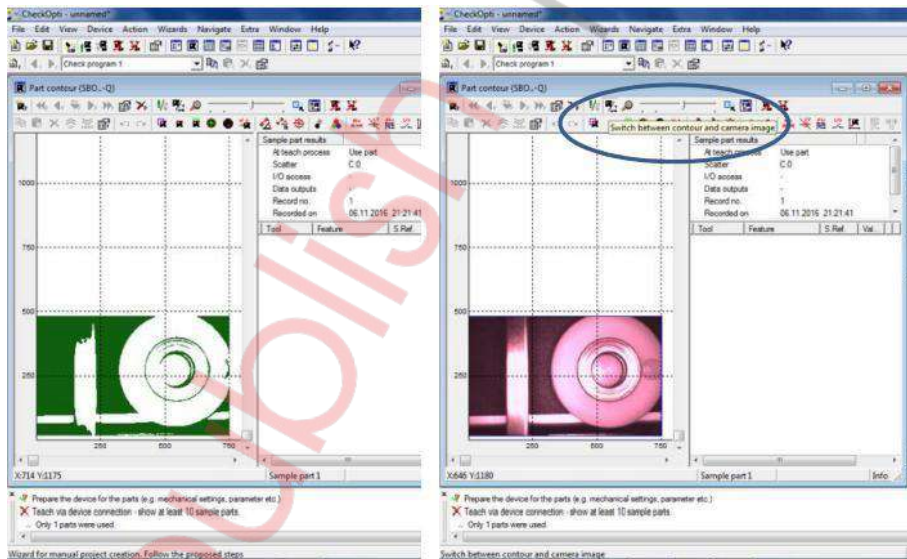 CheckOpti - unnamed*
File Edit View Device Action Wizards Navigate Extra Window Help
Check program 1
Part contour (SBO..-Q)
Sample part results
At teach process Use part
Scatter C:0
I/O access -
Data outputs -
Record no. 1
Recorded on 06.11.2016 21:21:41
Tool Feature S.Ref
1000
750
500
250
250 500 750
X:714 Y:1175 Sample part 1
Prepare the device for the parts (e.g. mechanical settings, parameter etc.)
Teach via device connection - show at least 10 sample parts.
Only 1 parts were used.
Wizard for manual project creation. Follow the proposed steps
CheckOpti - unnamed*
File Edit View Device Action Wizards Navigate Extra Window Help
Check program 1
Part contour (SBO..-Q)
Switch between contour and camera image
Sample part results
At teach process Use part
Scatter C:0
I/O access -
Data outputs -
Record no. 1
Recorded on 06.11.2016 21:21:41
Tool Feature S.Ref Val...
1000
750
500
250
250 500 750
X:646 Y:1180 Sample part 1 Info
Prepare the device for the parts (e.g. mechanical settings, parameter etc.)
Teach via device connection - show at least 10 sample parts.
Only 1 parts were used.
Switch between contour and camera image